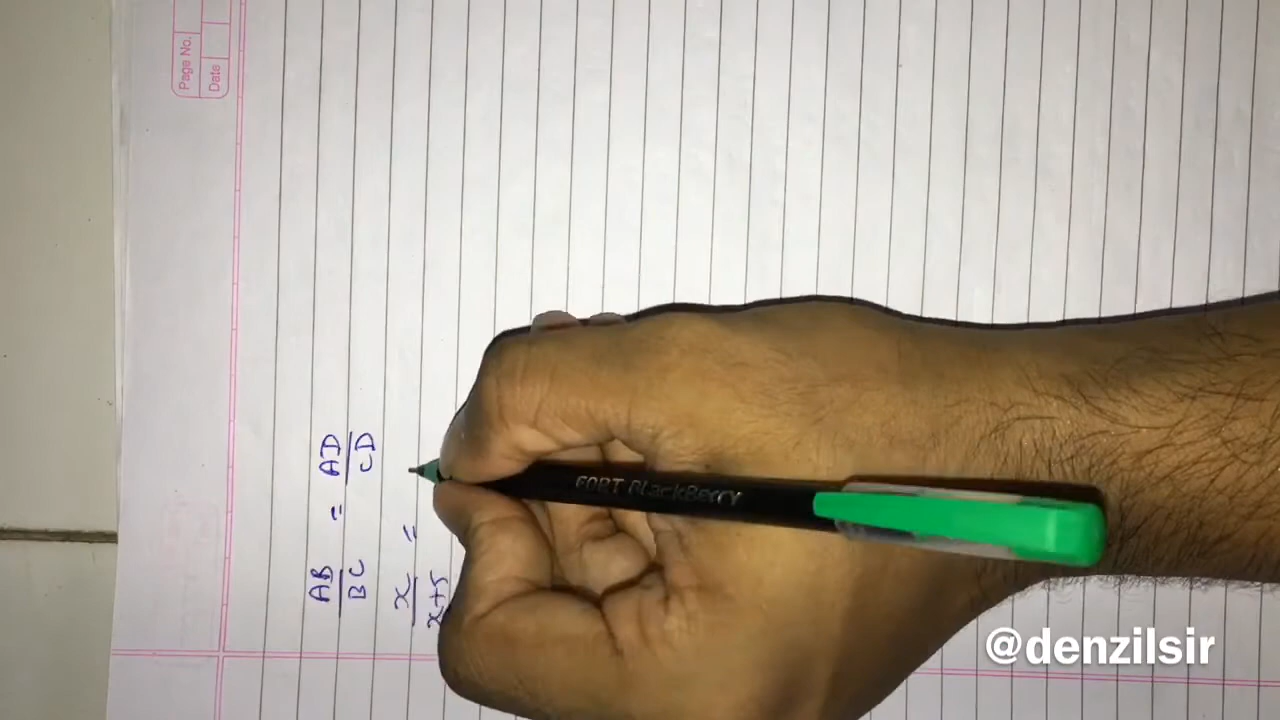 Page No.
Date
AB/BC = AD/CD
x/x+5 =
FORT BLackBeRRY
@denzilsir